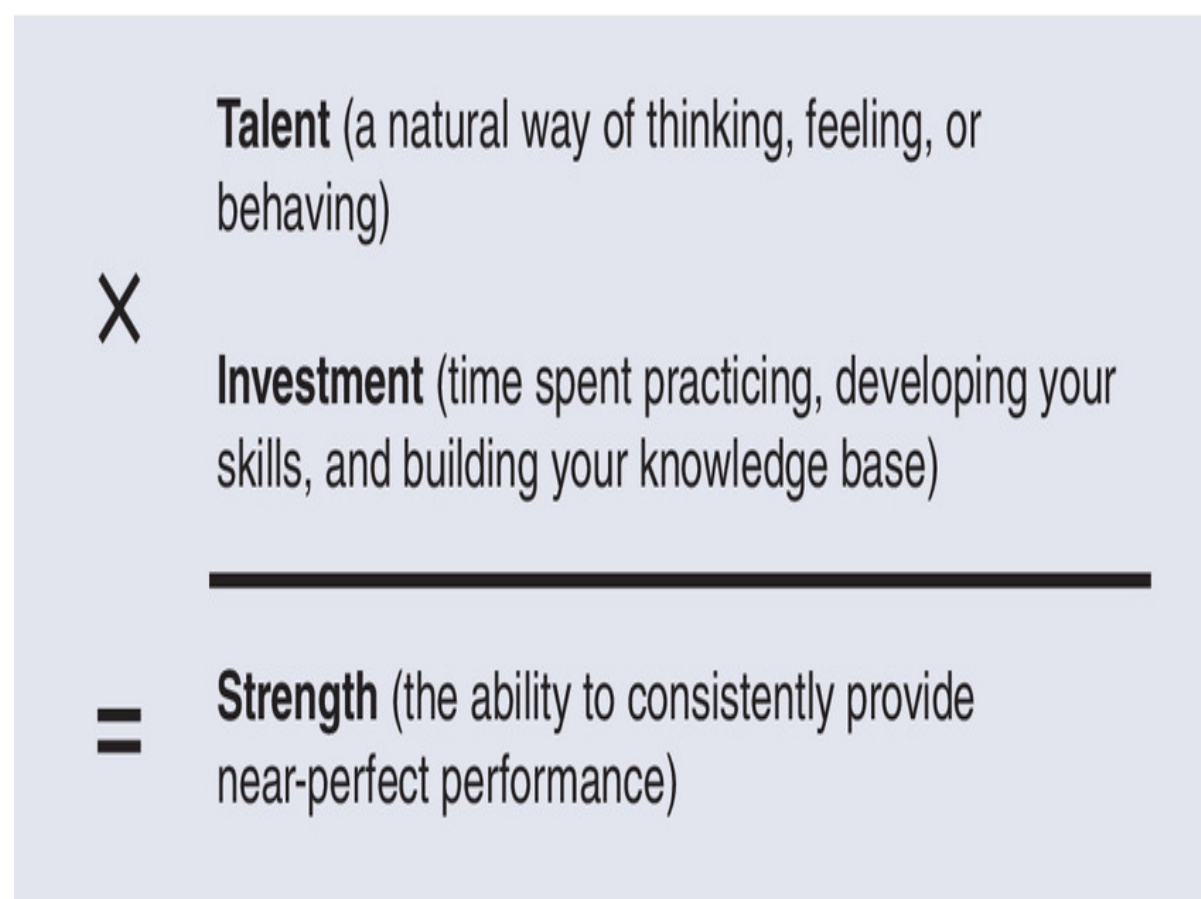 Talent (a natural way of thinking, feeling, or
behaving)
×
Investment (time spent practicing, developing your
skills, and building your knowledge base)
= Strength (the ability to consistently provide
near-perfect performance)